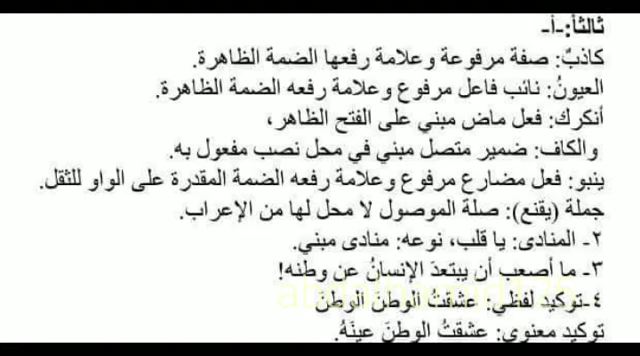 ثالثاً:-أ-
كاذبٌ: صفة مرفوعة وعلامة رفعها الضمة الظاهرة.
العيونُ: نائب فاعل مرفوع وعلامة رفعه الضمة الظاهرة.
أنكرك: فعل ماض مبني على الفتح الظاهر،
والكاف: ضمير متصل مبني في محل نصب مفعول به.
ينبو: فعل مضارع مرفوع وعلامة رفعه الضمة المقدرة على الواو للثقل.
جملة (يقنع): صلة الموصول لا محل لها من الإعراب.
٢- المنادى: يا قلب، نوعه: منادى مبني.
٣- ما أصعب أن يبتعدَ الإنسانُ عن وطنه!
٤-توكيد لفظي: عشقتُ الوطنَ الوطنَ
توكيد معنوي: عشقتُ الوطنَ عينَهُ.